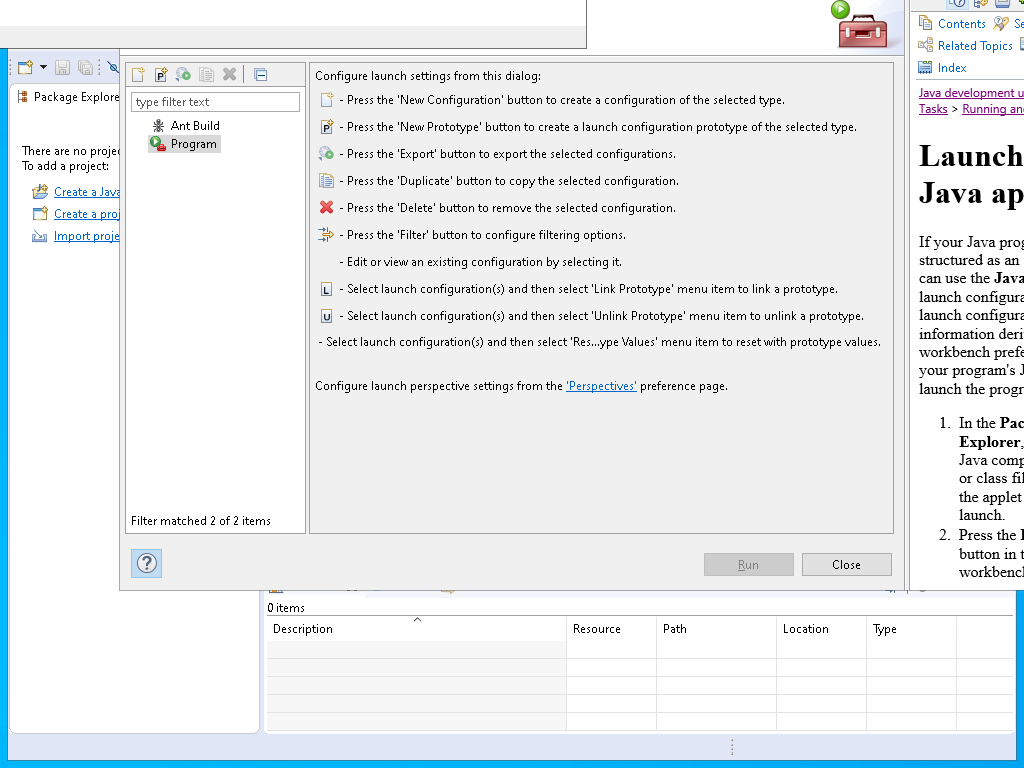 Package Explore
There are no projec
To add a project:
Create a Java
Create a proj
Import proje
type filter text
Ant Build
Program
Filter matched 2 of 2 items
Configure launch settings from this dialog:
- Press the 'New Configuration' button to create a configuration of the selected type.
- Press the 'New Prototype' button to create a launch configuration prototype of the selected type.
- Press the 'Export' button to export the selected configurations.
- Press the 'Duplicate' button to copy the selected configuration.
- Press the 'Delete' button to remove the selected configuration.
- Press the 'Filter' button to configure filtering options.
- Edit or view an existing configuration by selecting it.
- Select launch configuration(s) and then select 'Link Prototype' menu item to link a prototype.
- Select launch configuration(s) and then select 'Unlink Prototype' menu item to unlink a prototype.
- Select launch configuration(s) and then select 'Res...ype Values' menu item to reset with prototype values.
Configure launch perspective settings from the 'Perspectives' preference page.
Run
Close
Contents Se
Related Topics
Index
Java development u
Tasks > Running and
Launch
Java ap
If your Java prog
structured as an
can use the Java
launch configura
launch configura
information deri
workbench prefe
your program's J
launch the progr
1. In the Pac
Explorer,
Java comp
or class fil
the applet
launch.
2. Press the
button in t
workbencl
0 items
Description Resource Path Location Type